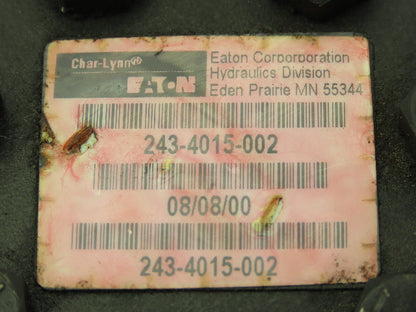 Char-Lynn®
EATON
Eaton Corporporation
Hydraulics Division
Eden Prairie MN 55344
243-4015-002
08/08/00
243-4015-002